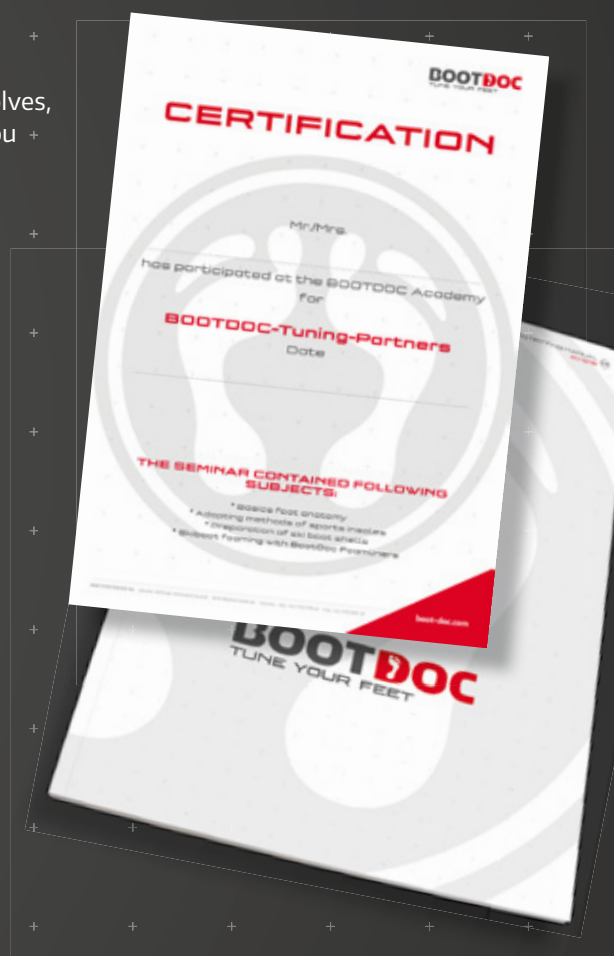 lves,
ou
BOOTDOC
TUNE YOUR FEET
CERTIFICATION
Mr./Mrs.
has participated at the BOOTDOC Academy
for
BOOTDOC-Tuning-Partners
Date
THE SEMINAR CONTAINED FOLLOWING
SUBJECTS:
* Basics foot anatomy
* Adapting methods of sports insoles
* Preparation of ski boot shells
* Skiboot foaming with BootDoc Foamliners
boot-doc.com
BOOTDOC
TUNE YOUR FEET